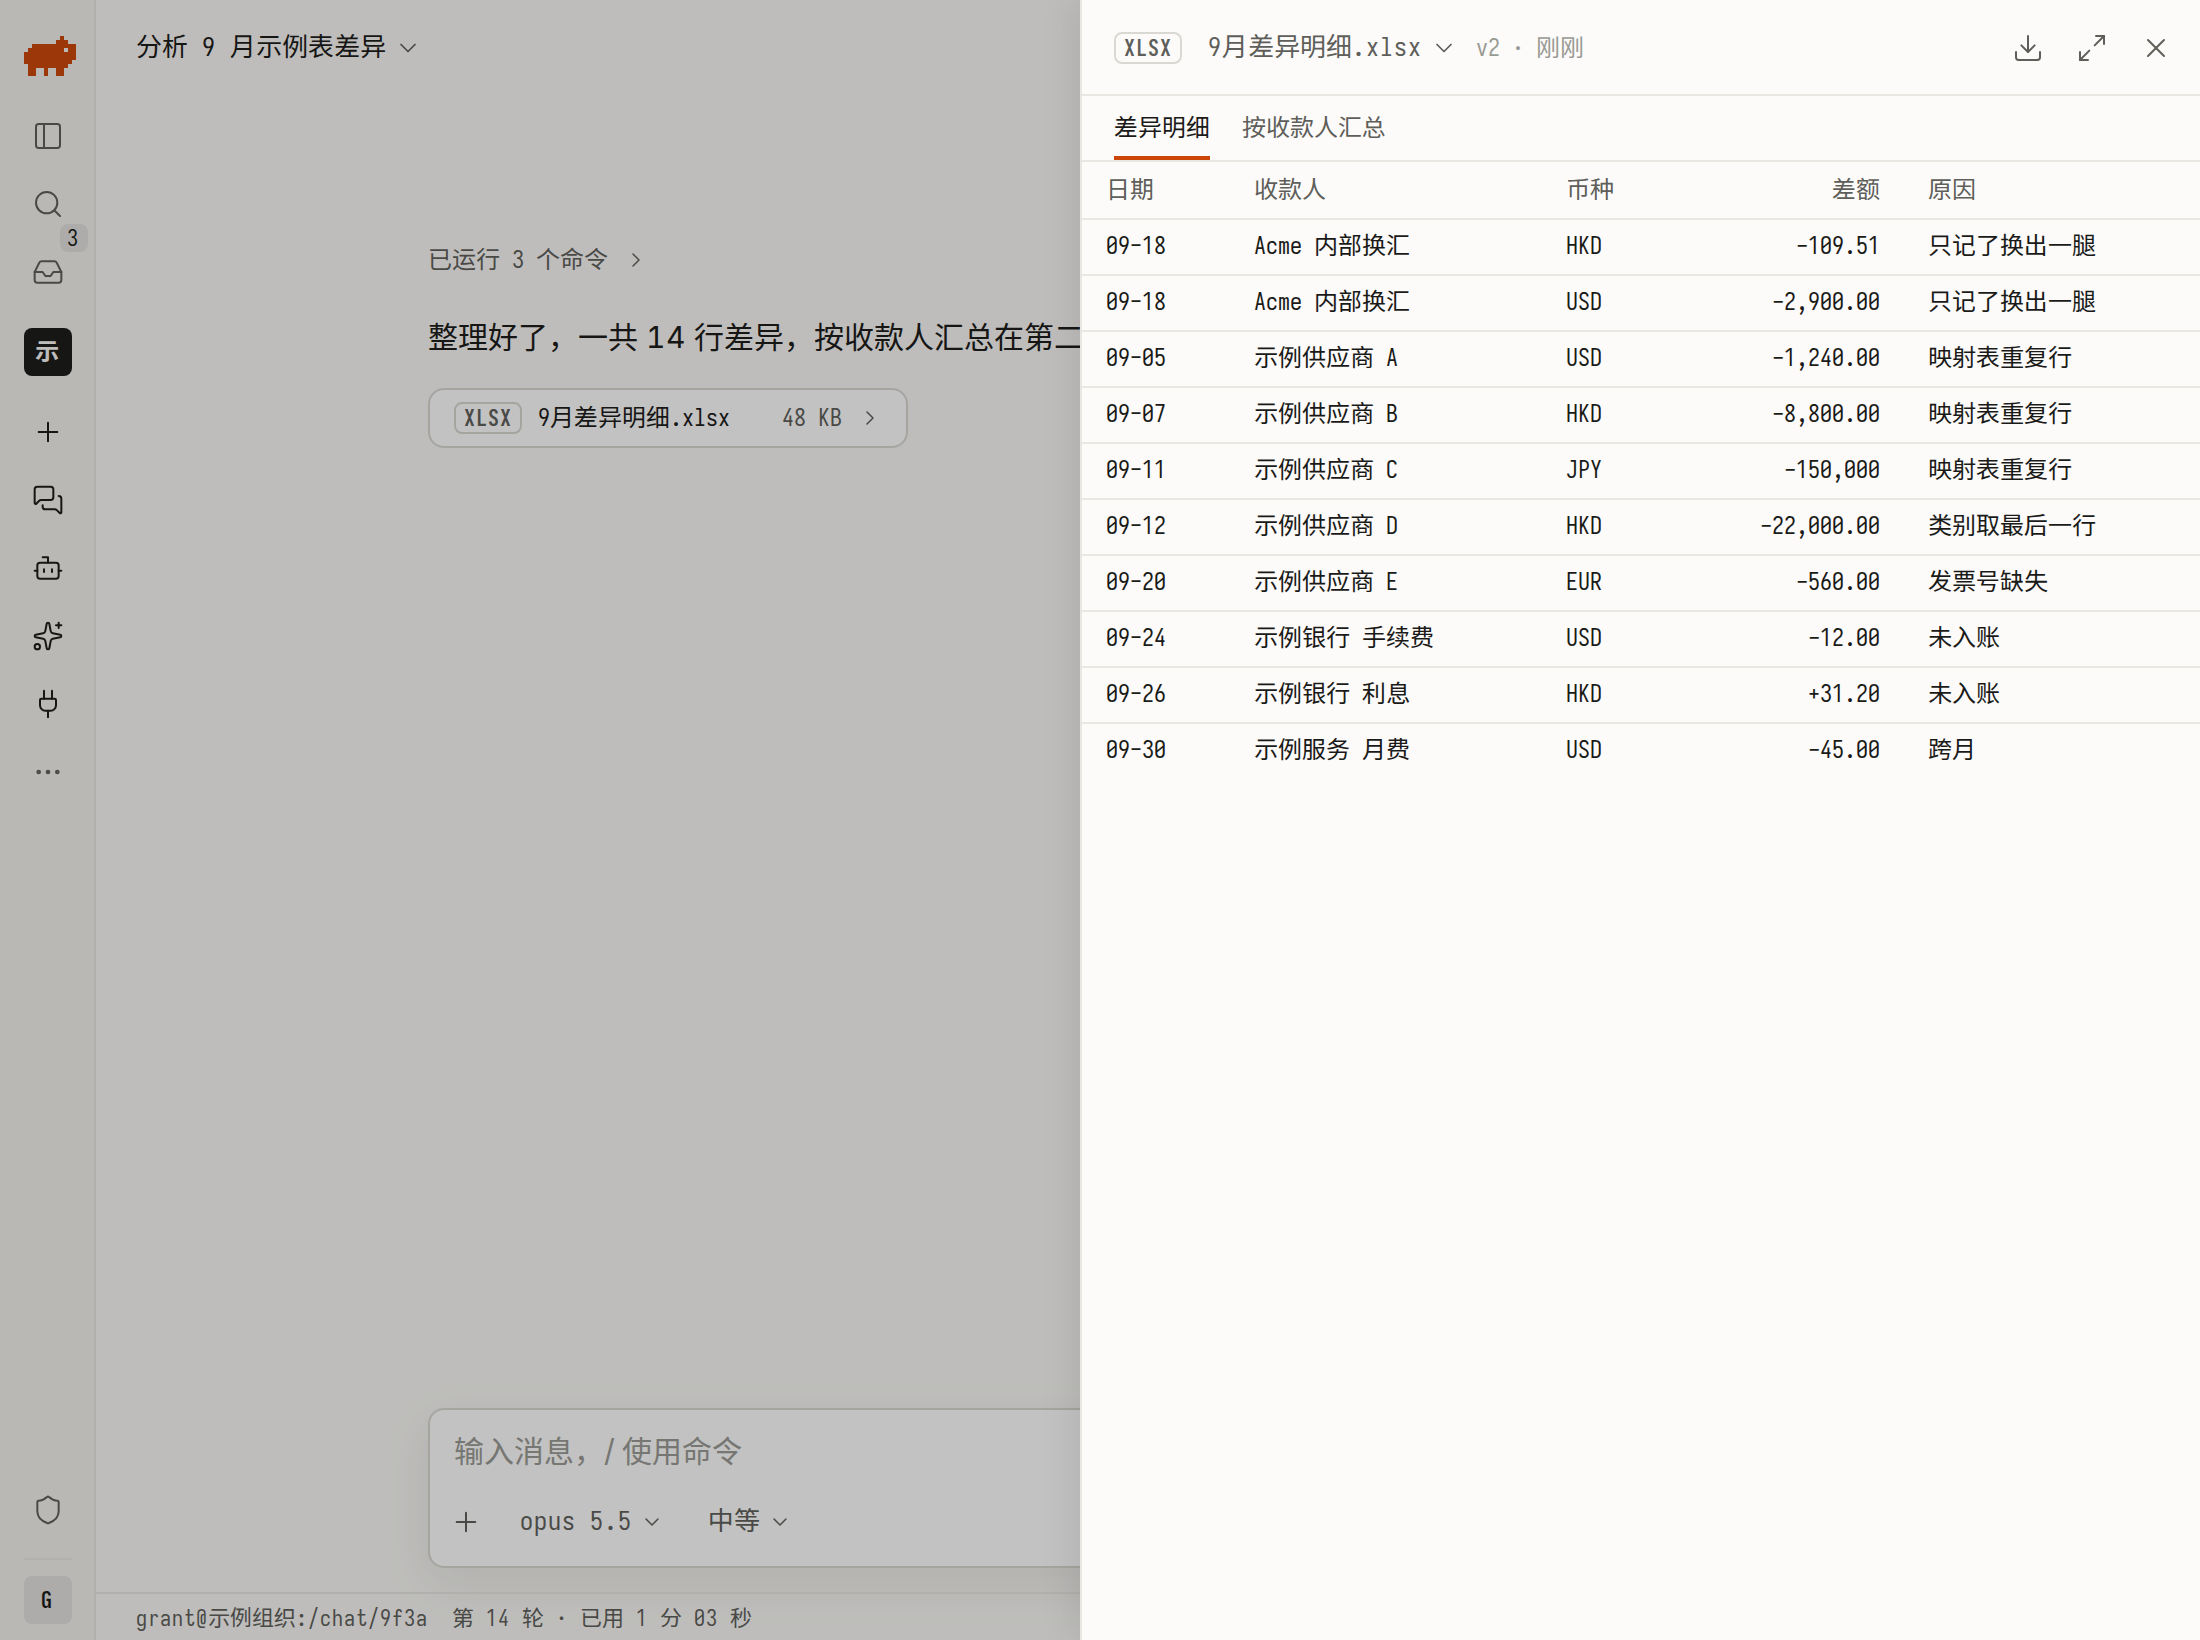 分析 9 月示例表差异
3
示
已运行 3 个命令
整理好了，一共 14 行差异，按收款人汇总在第二
XLSX 9月差异明细.xlsx 48 KB
输入消息，/ 使用命令
opus 5.5 中等
G
grant@示例组织:/chat/9f3a 第 14 轮 · 已用 1 分 03 秒
XLSX 9月差异明细.xlsx v2 · 刚刚
差异明细 按收款人汇总
日期 收款人 币种 差额 原因
09-18 Acme 内部换汇 HKD -109.51 只记了换出一腿
09-18 Acme 内部换汇 USD -2,900.00 只记了换出一腿
09-05 示例供应商 A USD -1,240.00 映射表重复行
09-07 示例供应商 B HKD -8,800.00 映射表重复行
09-11 示例供应商 C JPY -150,000 映射表重复行
09-12 示例供应商 D HKD -22,000.00 类别取最后一行
09-20 示例供应商 E EUR -560.00 发票号缺失
09-24 示例银行 手续费 USD -12.00 未入账
09-26 示例银行 利息 HKD +31.20 未入账
09-30 示例服务 月费 USD -45.00 跨月